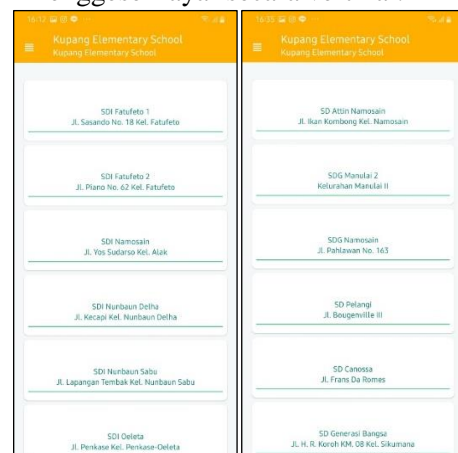 16:12
Kupang Elementary School
Kupang Elementary School
SDI Fatufeto 1
Jl. Sasando No. 18 Kel. Fatufeto
SDI Fatufeto 2
Jl. Piano No. 62 Kel. Fatufeto
SDI Namosain
Jl. Yos Sudarso Kel. Alak
SDI Nunbaun Delha
Jl. Kecapi Kel. Nunbaun Delha
SDI Nunbaun Sabu
Jl. Lapangan Tembak Kel. Nunbaun Sabu
SDI Oeleta
Jl. Penkase Kel. Penkase-Oeleta
16:35
Kupang Elementary School
Kupang Elementary School
SD Attin Namosain
Jl. Ikan Kombong Kel. Namosain
SDG Manulai 2
Kelurahan Manulai II
SDG Namosain
Jl. Pahlawan No. 163
SD Pelangi
Jl. Bougenville III
SD Canossa
Jl. Frans Da Romes
SD Generasi Bangsa
Jl. H. R. Koroh KM. 08 Kel. Sikumana